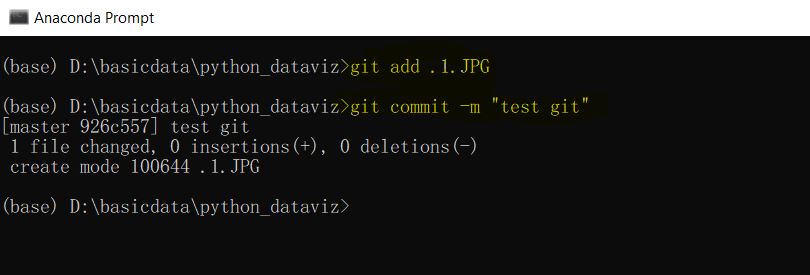 Anaconda Prompt
(base) D:\basicdata\python_dataviz>git add .1.JPG
(base) D:\basicdata\python_dataviz>git commit -m "test git"
[master 926c557] test git
 1 file changed, 0 insertions(+), 0 deletions(-)
 create mode 100644 .1.JPG
(base) D:\basicdata\python_dataviz>